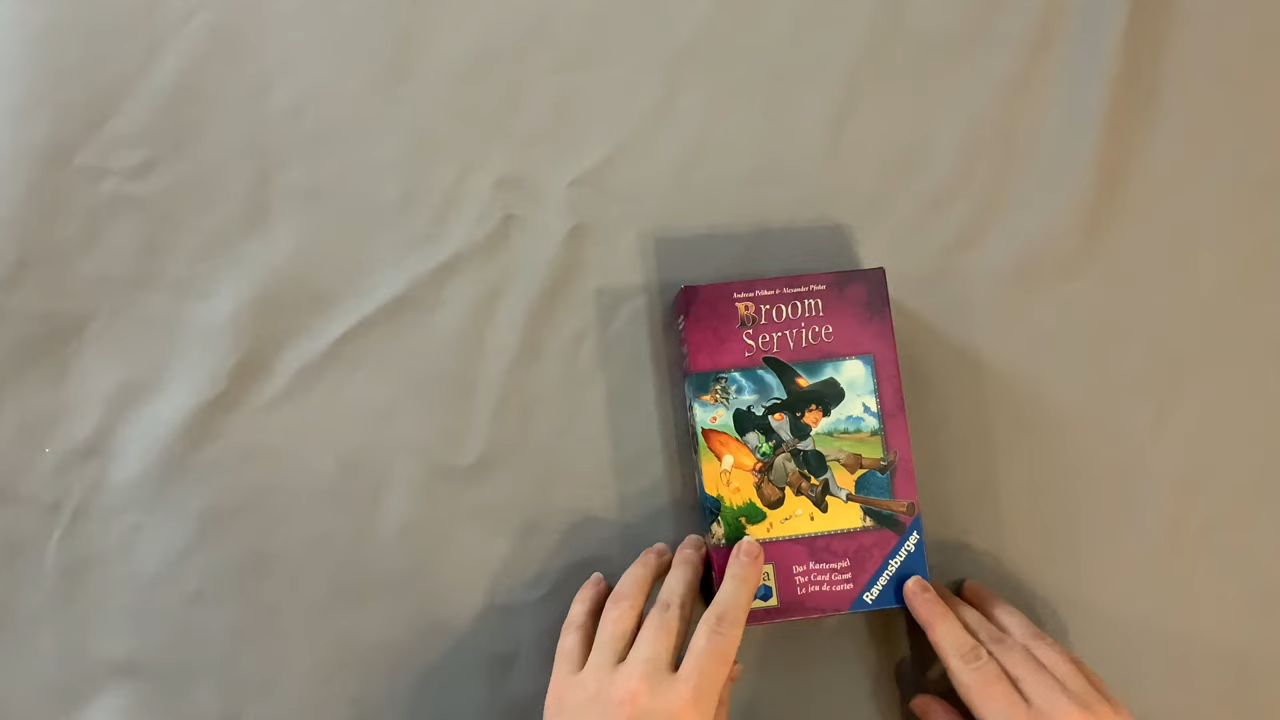 Andreas Pelikan & Alexander Pfister
Broom
Service
Das Kartenspiel
The Card Game
Le jeu de cartes
Ravensburger